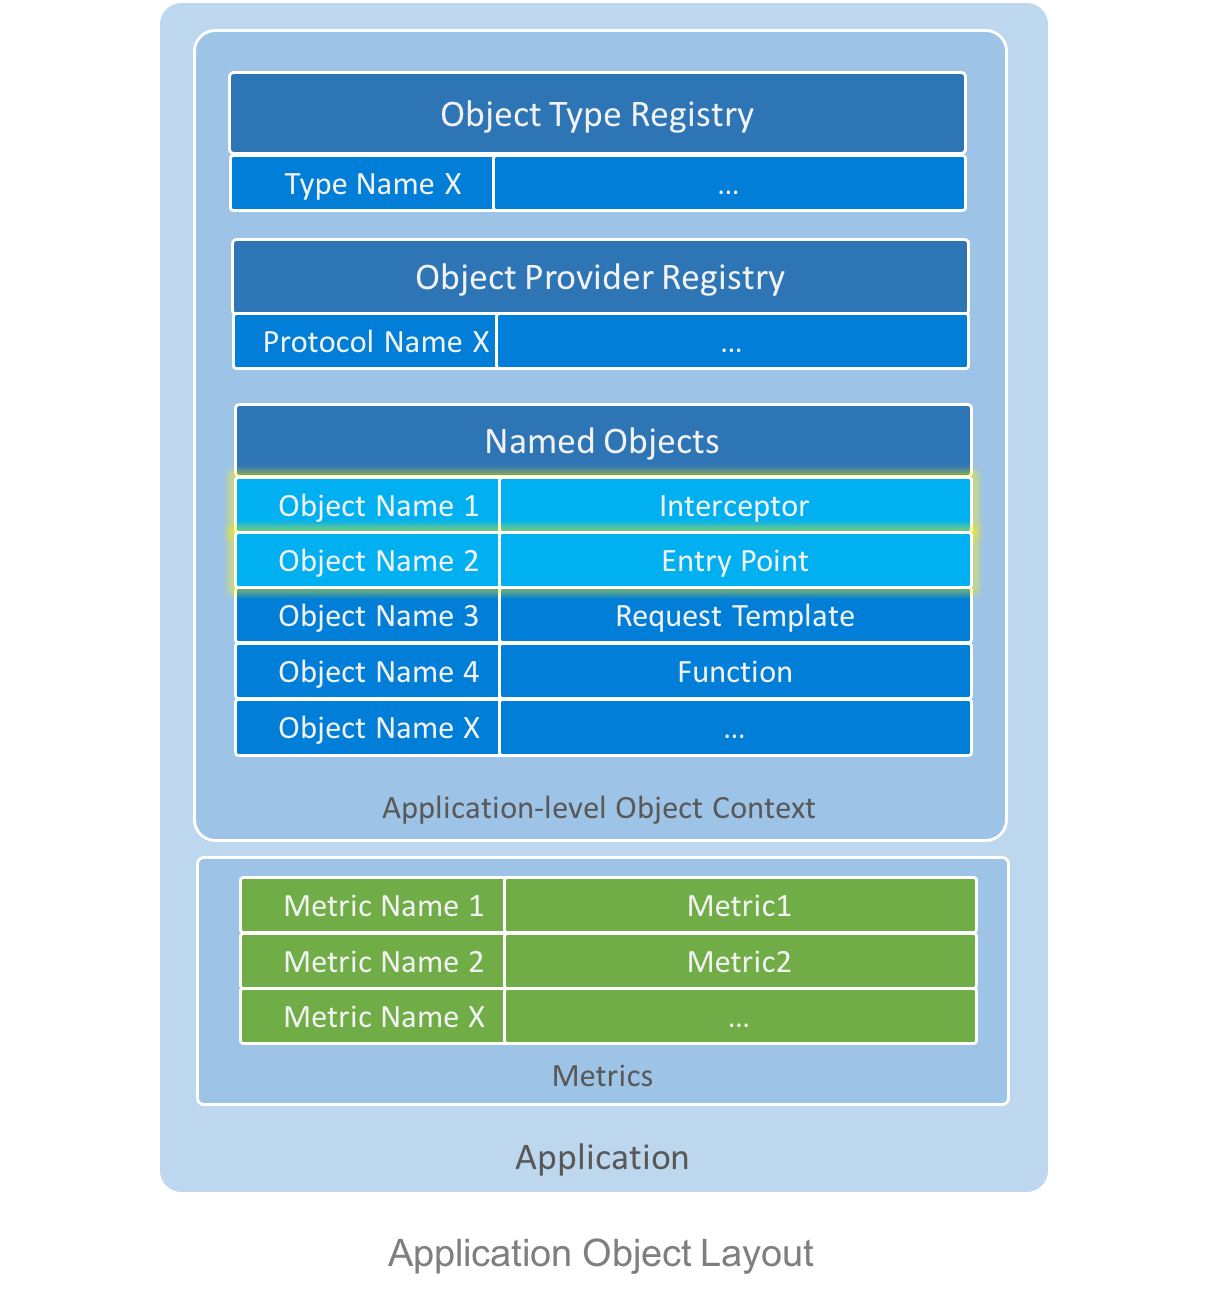 Object Type Registry
Type Name X ...
Object Provider Registry
Protocol Name X ...
Named Objects
Object Name 1 Interceptor
Object Name 2 Entry Point
Object Name 3 Request Template
Object Name 4 Function
Object Name X ...
Application-level Object Context
Metric Name 1 Metric1
Metric Name 2 Metric2
Metric Name X ...
Metrics
Application
Application Object Layout